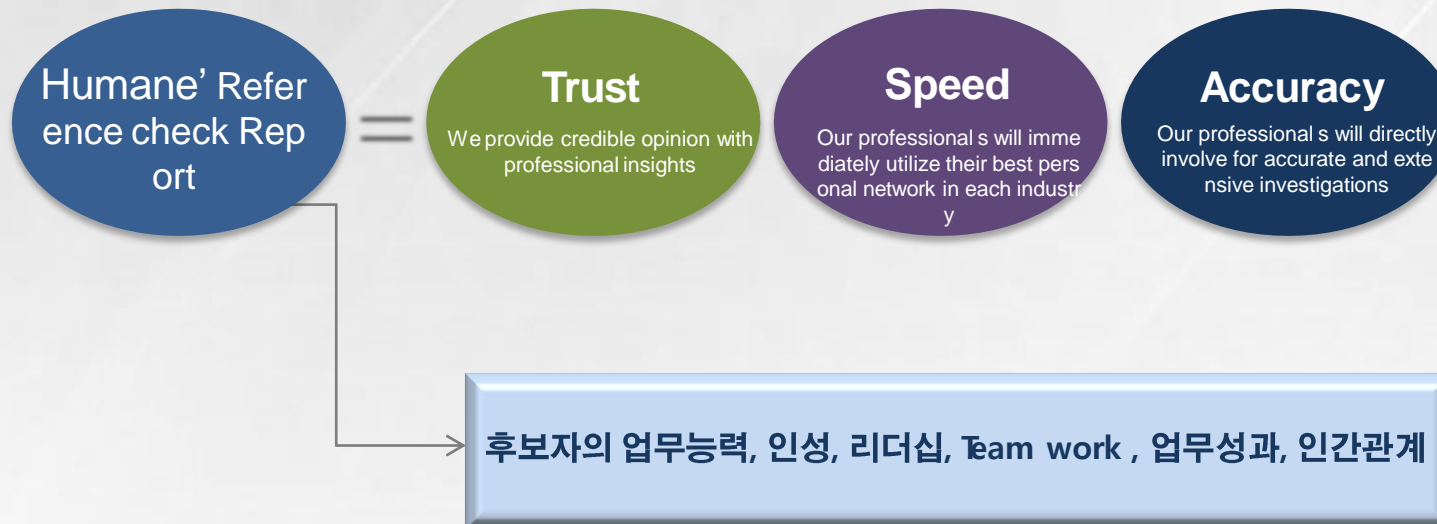 Humane’ Refer
ence check Rep
ort
=
Trust
We provide credible opinion with
professional insights
Speed
Our professional s will imme
diately utilize their best pers
onal network in each industr
y
Accuracy
Our professional s will directly
involve for accurate and exte
nsive investigations
후보자의 업무능력, 인성, 리더십, Team work , 업무성과, 인간관계